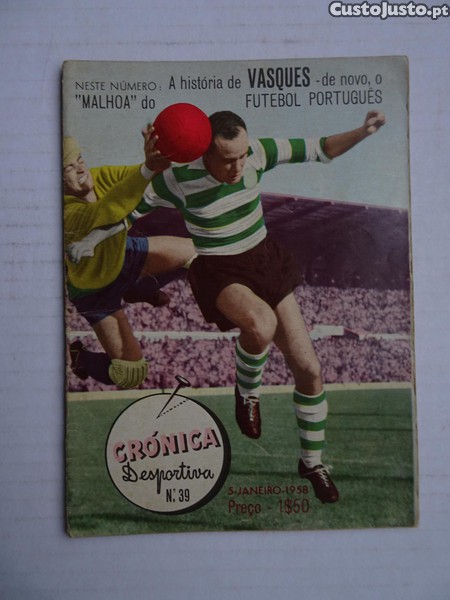 CustoJusto.pt
NESTE NÚMERO: A história de VASQUES - de novo, o
"MALHOA" do FUTEBOL PORTUGUÊS
CRÓNICA
Desportiva
N.º 39
5-JANEIRO-1958
Preço - 1$50